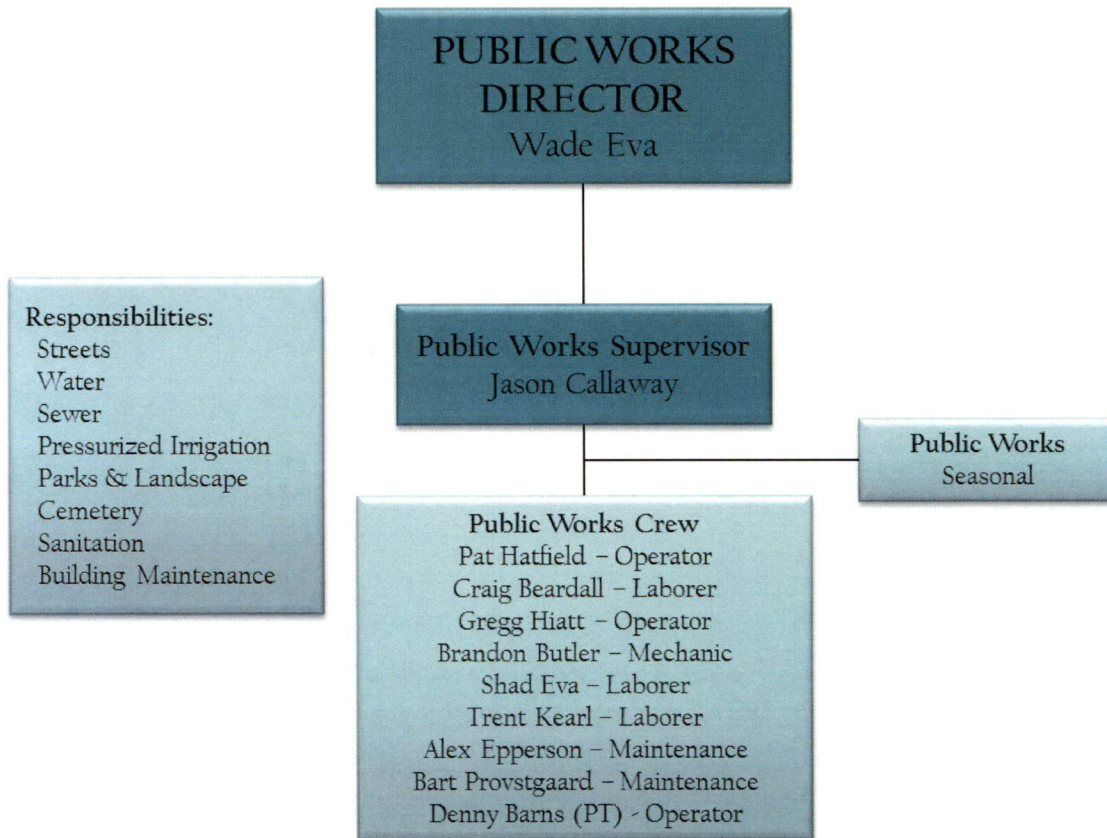 PUBLIC WORKS
DIRECTOR
Wade Eva
Responsibilities:
Streets
Water
Sewer
Pressurized Irrigation
Parks & Landscape
Cemetery
Sanitation
Building Maintenance
Public Works Supervisor
Jason Callaway
Public Works
Seasonal
Public Works Crew
Pat Hatfield – Operator
Craig Beardall – Laborer
Gregg Hiatt – Operator
Brandon Butler – Mechanic
Shad Eva – Laborer
Trent Kearl – Laborer
Alex Epperson – Maintenance
Bart Provstgaard – Maintenance
Denny Barns (PT) - Operator